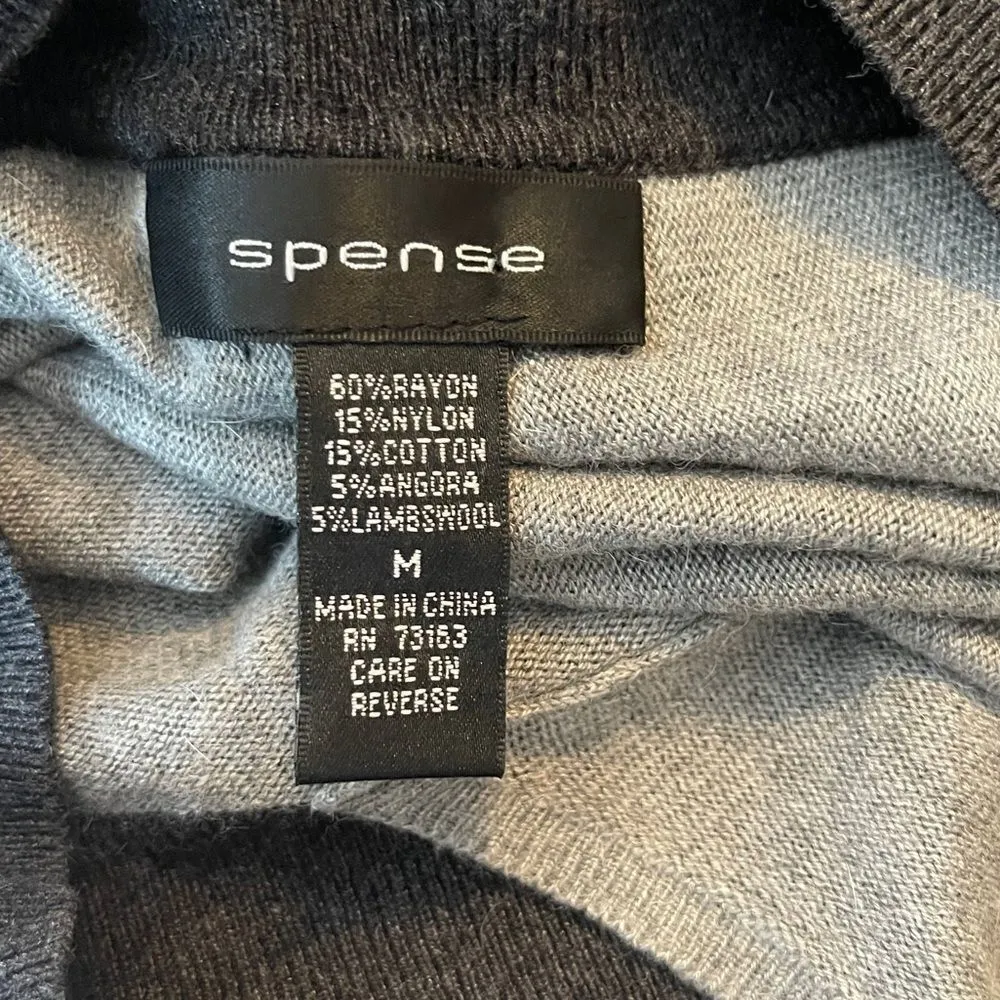 spense
60%RAYON
15%NYLON
15%COTTON
5%ANGORA
5%LAMBSWOOL
M
MADE IN CHINA
RN 73163
CARE ON
REVERSE